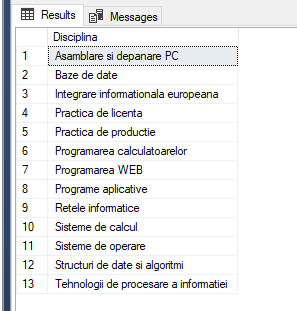 Results Messages
Disciplina
1 Asamblare si depanare PC
2 Baze de date
3 Integrare informationala europeana
4 Practica de licenta
5 Practica de productie
6 Programarea calculatoarelor
7 Programarea WEB
8 Programe aplicative
9 Retele informatice
10 Sisteme de calcul
11 Sisteme de operare
12 Structuri de date si algoritmi
13 Tehnologii de procesare a informatiei